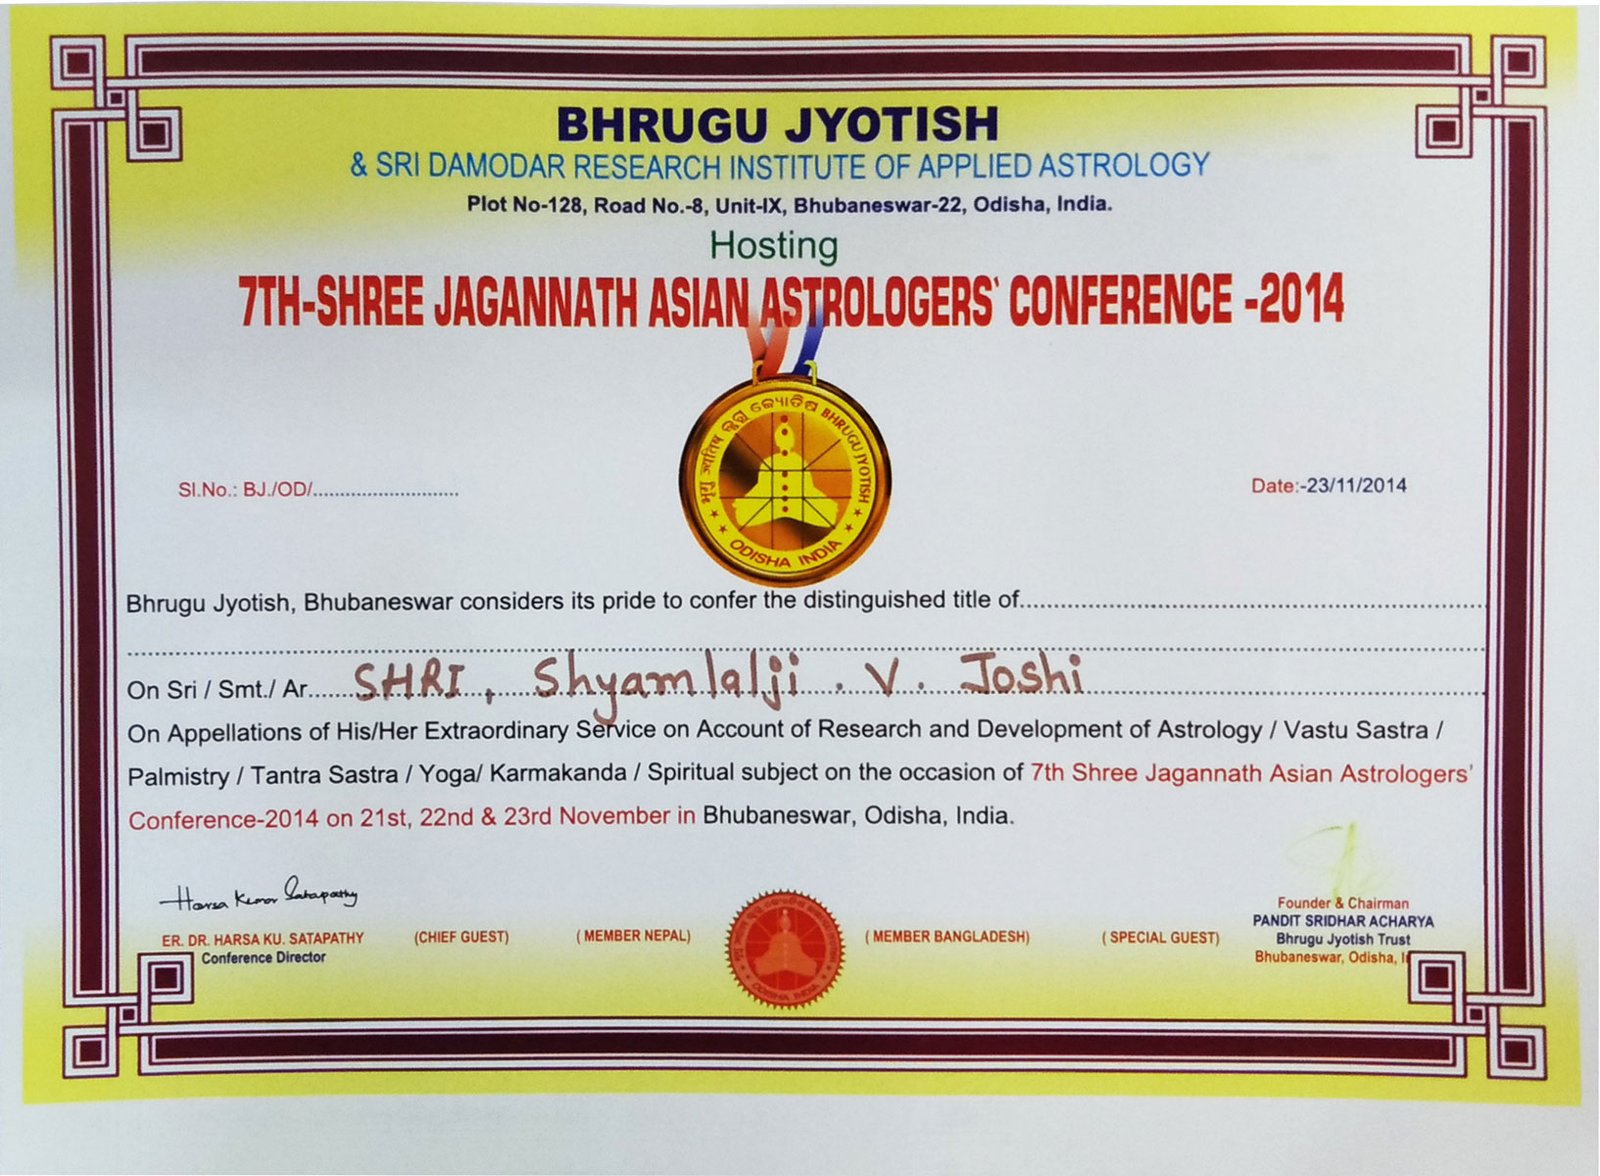 BHRUGU JYOTISH
& SRI DAMODAR RESEARCH INSTITUTE OF APPLIED ASTROLOGY
Plot No-128, Road No.-8, Unit-IX, Bhubaneswar-22, Odisha, India.
Hosting
7TH-SHREE JAGANNATH ASIAN ASTROLOGERS' CONFERENCE -2014
भृगु ज्योतिष ଭୃଗୁ ଜ୍ୟୋତିଷ BHRUGU JYOTISH
ODISHA INDIA
Sl.No.: BJ./OD/............................
Date:-23/11/2014
Bhrugu Jyotish, Bhubaneswar considers its pride to confer the distinguished title of....................
On Sri / Smt./ Ar......SHRI, Shyamlalji. V. Joshi
On Appellations of His/Her Extraordinary Service on Account of Research and Development of Astrology / Vastu Sastra /
Palmistry / Tantra Sastra / Yoga/ Karmakanda / Spiritual subject on the occasion of 7th Shree Jagannath Asian Astrologers'
Conference-2014 on 21st, 22nd & 23rd November in Bhubaneswar, Odisha, India.
Harsa Kumar Satapathy
ER. DR. HARSA KU. SATAPATHY
Conference Director
(CHIEF GUEST)
( MEMBER NEPAL)
ODISHA INDIA
( MEMBER BANGLADESH)
( SPECIAL GUEST)
Founder & Chairman
PANDIT SRIDHAR ACHARYA
Bhrugu Jyotish Trust
Bhubaneswar, Odisha,